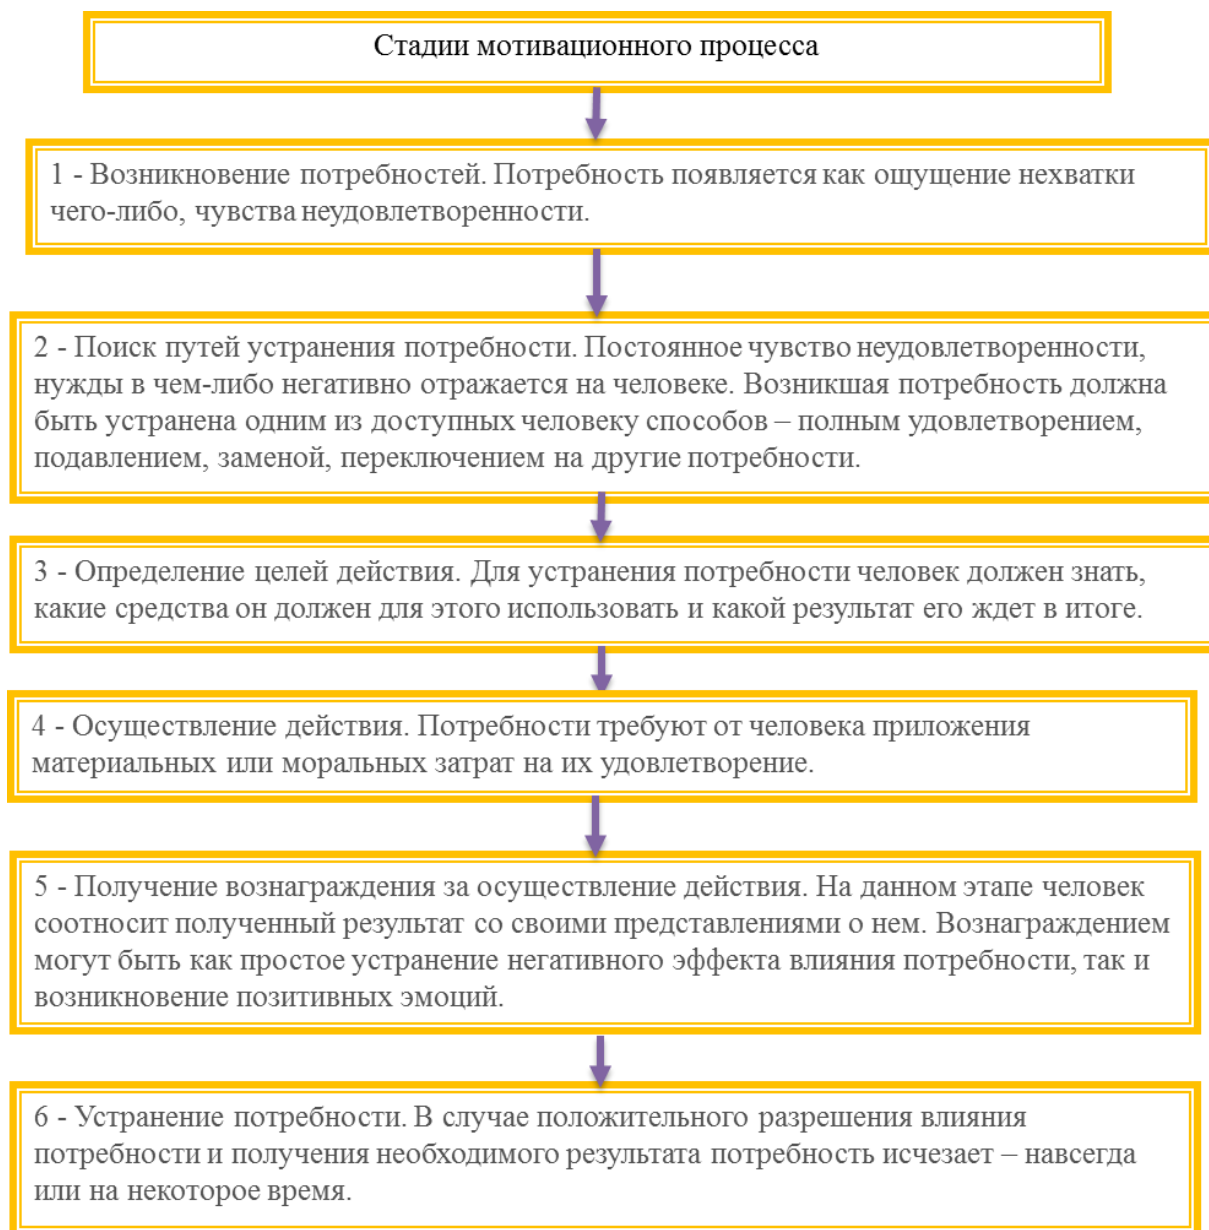 Стадии мотивационного процесса
1 - Возникновение потребностей. Потребность появляется как ощущение нехватки
чего-либо, чувства неудовлетворенности.
2 - Поиск путей устранения потребности. Постоянное чувство неудовлетворенности,
нужды в чем-либо негативно отражается на человеке. Возникшая потребность должна
быть устранена одним из доступных человеку способов – полным удовлетворением,
подавлением, заменой, переключением на другие потребности.
3 - Определение целей действия. Для устранения потребности человек должен знать,
какие средства он должен для этого использовать и какой результат его ждет в итоге.
4 - Осуществление действия. Потребности требуют от человека приложения
материальных или моральных затрат на их удовлетворение.
5 - Получение вознаграждения за осуществление действия. На данном этапе человек
соотносит полученный результат со своими представлениями о нем. Вознаграждением
могут быть как простое устранение негативного эффекта влияния потребности, так и
возникновение позитивных эмоций.
6 - Устранение потребности. В случае положительного разрешения влияния
потребности и получения необходимого результата потребность исчезает – навсегда
или на некоторое время.